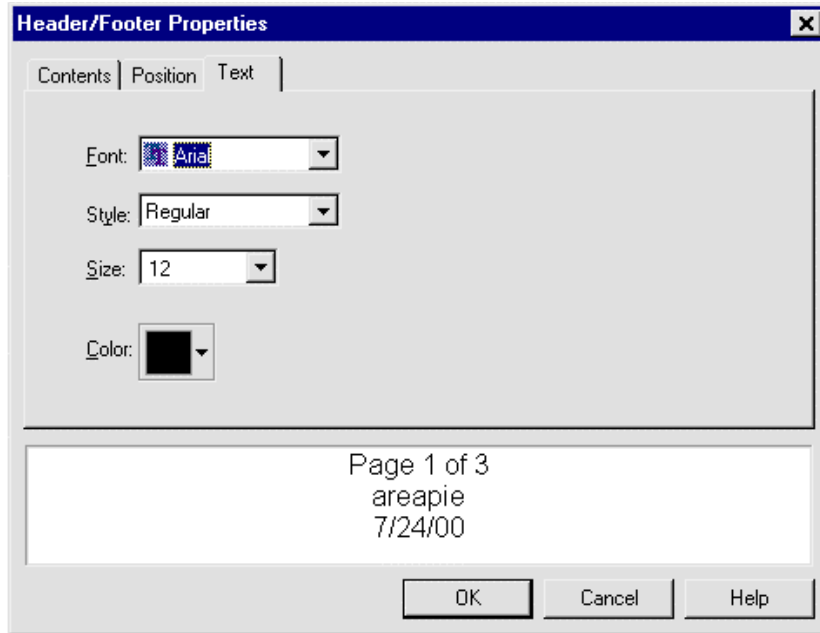 Header/Footer Properties
Contents Position Text
Font: Arial
Style: Regular
Size: 12
Color:
Page 1 of 3
areapie
7/24/00
OK Cancel Help